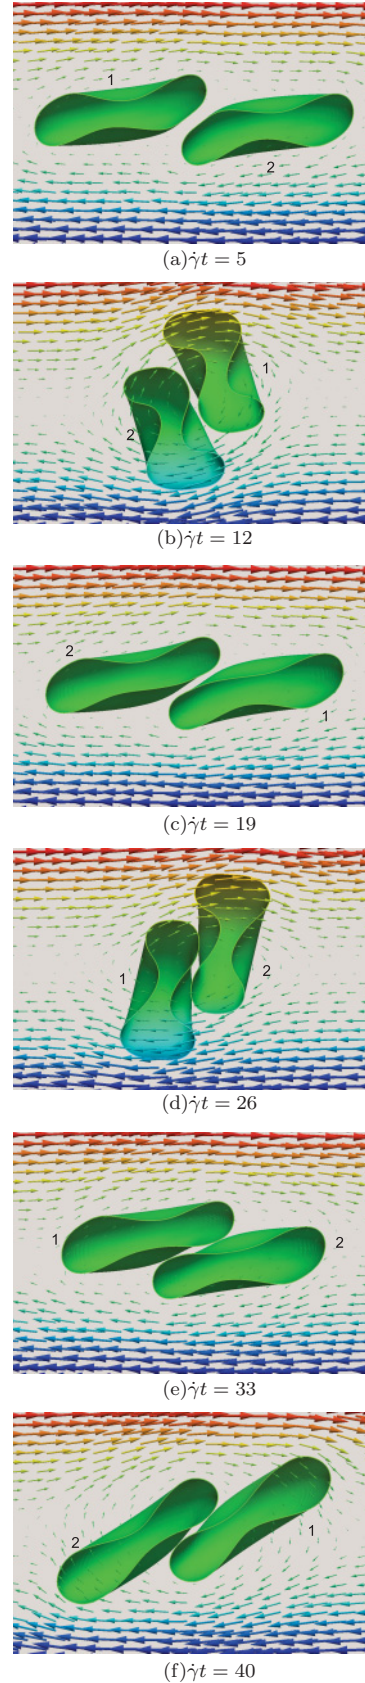 1
2
(a)γ̇t = 5
1
2
(b)γ̇t = 12
2
1
(c)γ̇t = 19
1
2
(d)γ̇t = 26
1
2
(e)γ̇t = 33
2
1
(f)γ̇t = 40